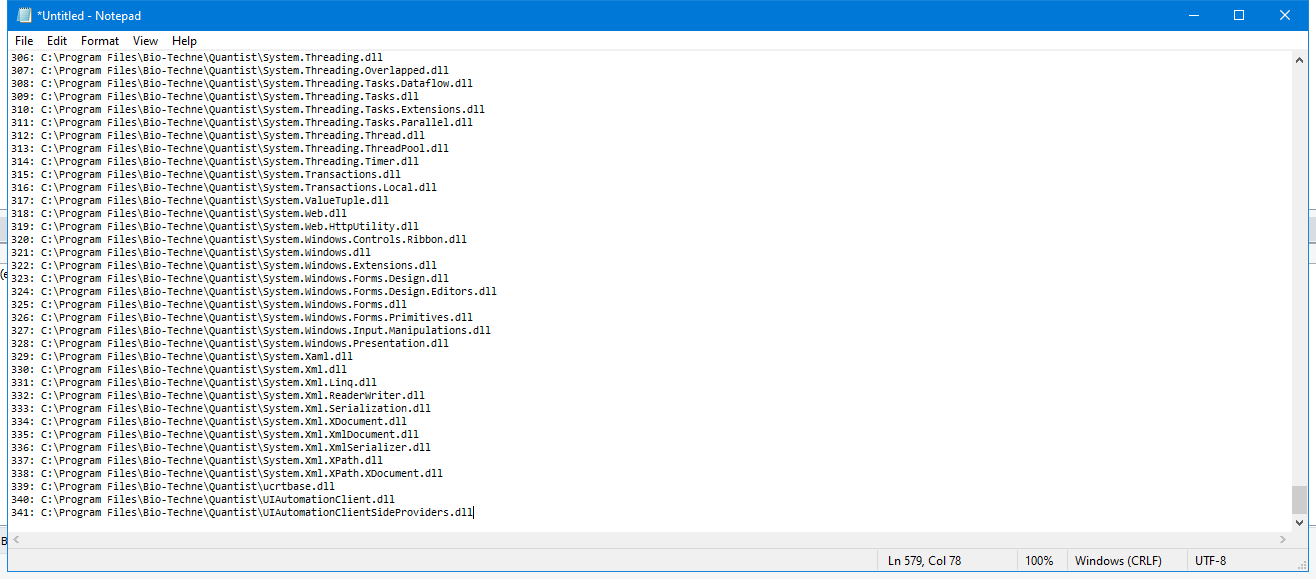 *Untitled - Notepad
File Edit Format View Help
306: C:\Program Files\Bio-Techne\Quantist\System.Threading.dll
307: C:\Program Files\Bio-Techne\Quantist\System.Threading.Overlapped.dll
308: C:\Program Files\Bio-Techne\Quantist\System.Threading.Tasks.Dataflow.dll
309: C:\Program Files\Bio-Techne\Quantist\System.Threading.Tasks.dll
310: C:\Program Files\Bio-Techne\Quantist\System.Threading.Tasks.Extensions.dll
311: C:\Program Files\Bio-Techne\Quantist\System.Threading.Tasks.Parallel.dll
312: C:\Program Files\Bio-Techne\Quantist\System.Threading.Thread.dll
313: C:\Program Files\Bio-Techne\Quantist\System.Threading.ThreadPool.dll
314: C:\Program Files\Bio-Techne\Quantist\System.Threading.Timer.dll
315: C:\Program Files\Bio-Techne\Quantist\System.Transactions.dll
316: C:\Program Files\Bio-Techne\Quantist\System.Transactions.Local.dll
317: C:\Program Files\Bio-Techne\Quantist\System.ValueTuple.dll
318: C:\Program Files\Bio-Techne\Quantist\System.Web.dll
319: C:\Program Files\Bio-Techne\Quantist\System.Web.HttpUtility.dll
320: C:\Program Files\Bio-Techne\Quantist\System.Windows.Controls.Ribbon.dll
321: C:\Program Files\Bio-Techne\Quantist\System.Windows.dll
322: C:\Program Files\Bio-Techne\Quantist\System.Windows.Extensions.dll
323: C:\Program Files\Bio-Techne\Quantist\System.Windows.Forms.Design.dll
324: C:\Program Files\Bio-Techne\Quantist\System.Windows.Forms.Design.Editors.dll
325: C:\Program Files\Bio-Techne\Quantist\System.Windows.Forms.dll
326: C:\Program Files\Bio-Techne\Quantist\System.Windows.Forms.Primitives.dll
327: C:\Program Files\Bio-Techne\Quantist\System.Windows.Input.Manipulations.dll
328: C:\Program Files\Bio-Techne\Quantist\System.Windows.Presentation.dll
329: C:\Program Files\Bio-Techne\Quantist\System.Xaml.dll
330: C:\Program Files\Bio-Techne\Quantist\System.Xml.dll
331: C:\Program Files\Bio-Techne\Quantist\System.Xml.Linq.dll
332: C:\Program Files\Bio-Techne\Quantist\System.Xml.ReaderWriter.dll
333: C:\Program Files\Bio-Techne\Quantist\System.Xml.Serialization.dll
334: C:\Program Files\Bio-Techne\Quantist\System.Xml.XDocument.dll
335: C:\Program Files\Bio-Techne\Quantist\System.Xml.XmlDocument.dll
336: C:\Program Files\Bio-Techne\Quantist\System.Xml.XmlSerializer.dll
337: C:\Program Files\Bio-Techne\Quantist\System.Xml.XPath.dll
338: C:\Program Files\Bio-Techne\Quantist\System.Xml.XPath.XDocument.dll
339: C:\Program Files\Bio-Techne\Quantist\ucrtbase.dll
340: C:\Program Files\Bio-Techne\Quantist\UIAutomationClient.dll
341: C:\Program Files\Bio-Techne\Quantist\UIAutomationClientSideProviders.dll
Ln 579, Col 78 100% Windows (CRLF) UTF-8